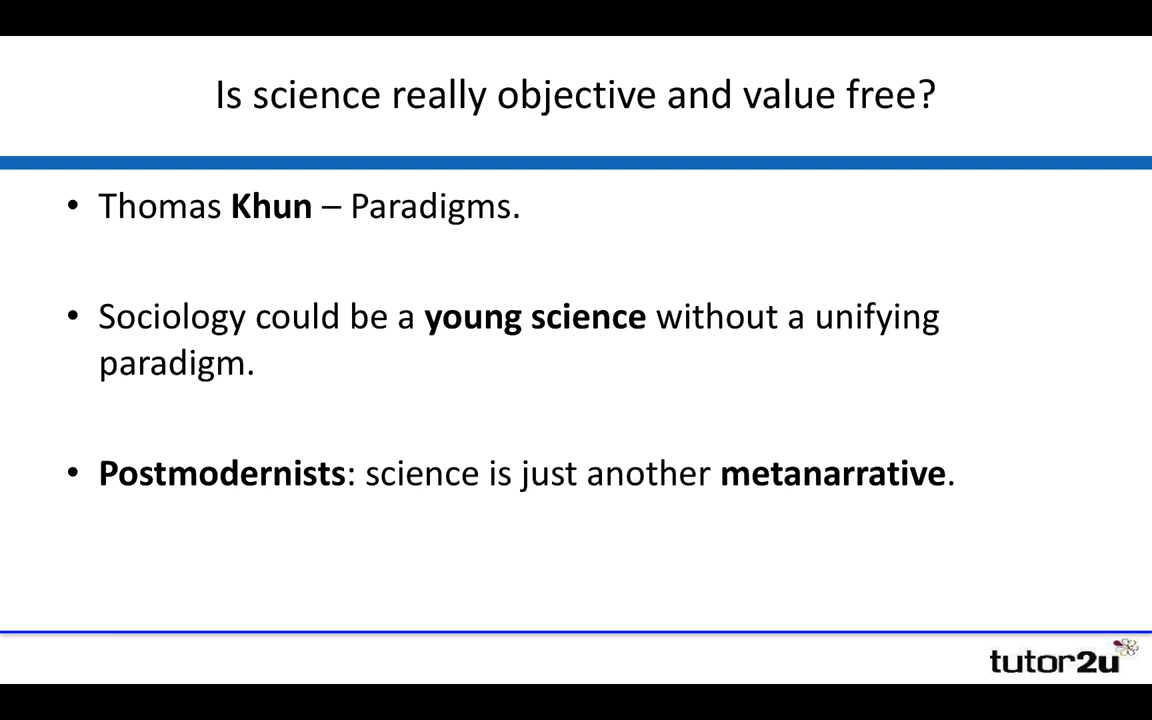 Is science really objective and value free?
• Thomas Khun – Paradigms.
• Sociology could be a young science without a unifying
paradigm.
• Postmodernists: science is just another metanarrative.
tutor2u